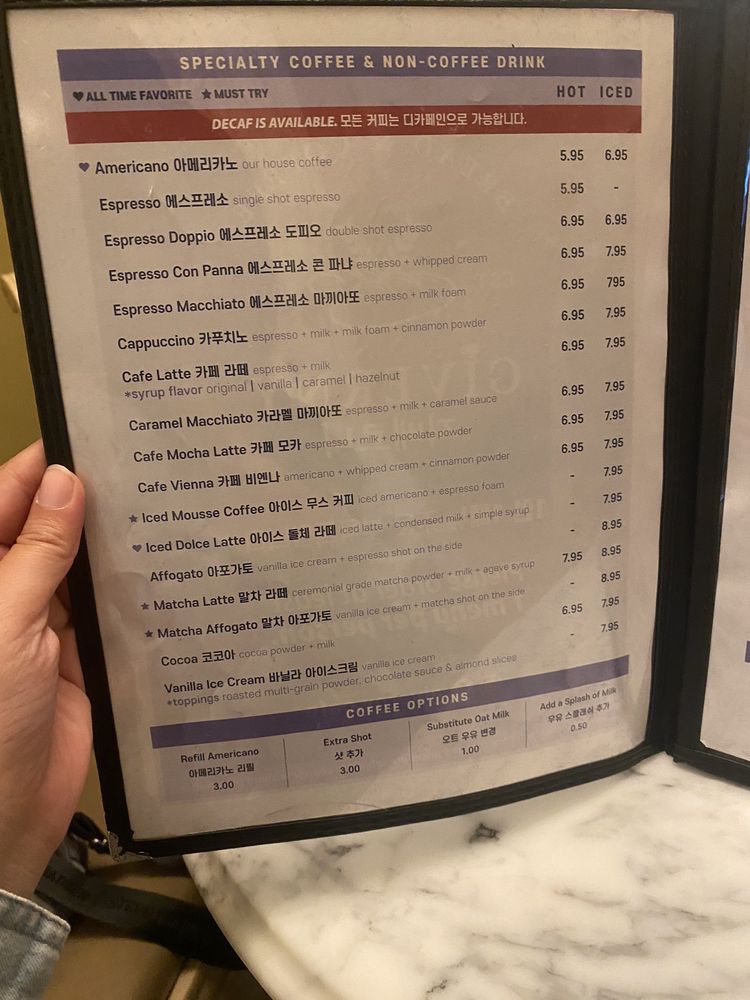 SPECIALTY COFFEE & NON-COFFEE DRINK
♥ALL TIME FAVORITE ★MUST TRY HOT ICED
DECAF IS AVAILABLE. 모든 커피는 디카페인으로 가능합니다.
♥ Americano 아메리카노 our house coffee 5.95 6.95
Espresso 에스프레소 single shot espresso 5.95 -
Espresso Doppio 에스프레소 도피오 double shot espresso 6.95 6.95
Espresso Con Panna 에스프레소 콘 파냐 espresso + whipped cream 6.95 7.95
Espresso Macchiato 에스프레소 마끼아또 espresso + milk foam 6.95 795
Cappuccino 카푸치노 espresso + milk + milk foam + cinnamon powder 6.95 7.95
Cafe Latte 카페 라떼 espresso + milk 6.95 7.95
*syrup flavor original | vanilla | caramel | hazelnut
Caramel Macchiato 카라멜 마끼아또 espresso + milk + caramel sauce 6.95 7.95
Cafe Mocha Latte 카페 모카 espresso + milk + chocolate powder 6.95 7.95
Cafe Vienna 카페 비엔나 americano + whipped cream + cinnamon powder 6.95 7.95
★ Iced Mousse Coffee 아이스 무스 커피 iced americano + espresso foam - 7.95
♥ Iced Dolce Latte 아이스 돌체 라떼 iced latte + condensed milk + simple syrup - 7.95
Affogato 아포가토 vanilla ice cream + espresso shot on the side - 8.95
★ Matcha Latte 말차 라떼 ceremonial grade matcha powder + milk + agave syrup 7.95 8.95
★ Matcha Affogato 말차 아포가토 vanilla ice cream + matcha shot on the side - 8.95
Cocoa 코코아 cocoa powder + milk 6.95 7.95
Vanilla Ice Cream 바닐라 아이스크림 vanilla ice cream - 7.95
*toppings roasted multi-grain powder, chocolate sauce & almond slices
COFFEE OPTIONS
Refill Americano
아메리카노 리필
3.00
Extra Shot
샷 추가
3.00
Substitute Oat Milk
오트 우유 변경
1.00
Add a Splash of Milk
우유 스플래쉬 추가
0.50